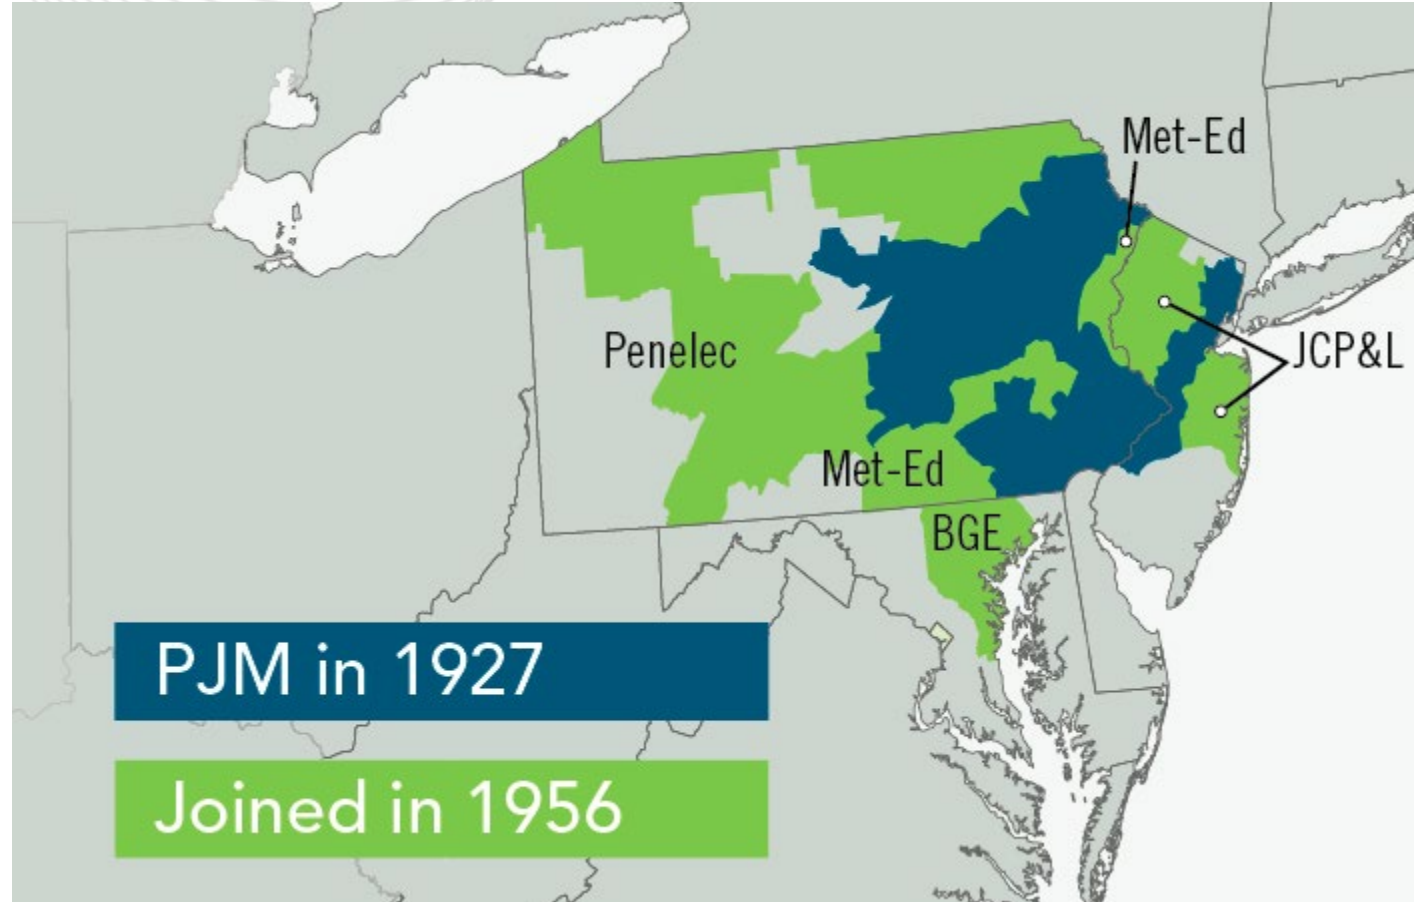 Met-Ed
Penelec
JCP&L
Met-Ed
BGE
PJM in 1927
Joined in 1956